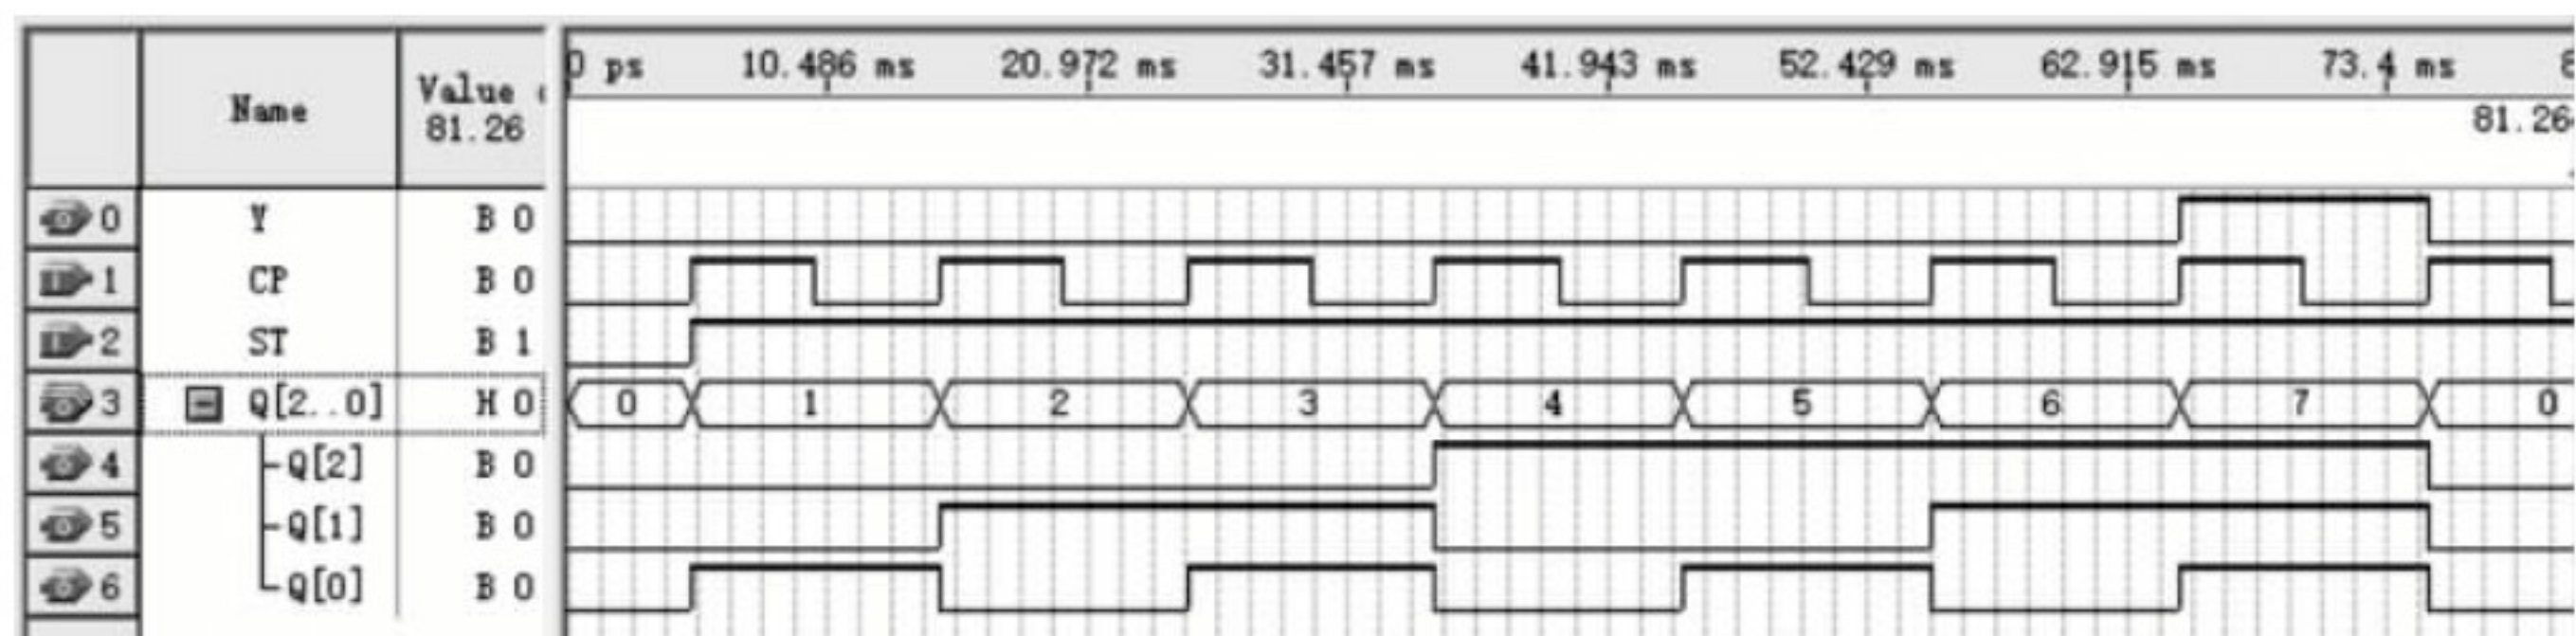 0 ps 10.486 ms 20.972 ms 31.457 ms 41.943 ms 52.429 ms 62.915 ms 73.4 ms
Name
Value
81.26
81.26
0 Y B 0
1 CP B 0
2 ST B 1
3 Q[2..0] H 0 0 1 2 3 4 5 6 7 0
4 Q[2] B 0
5 Q[1] B 0
6 Q[0] B 0